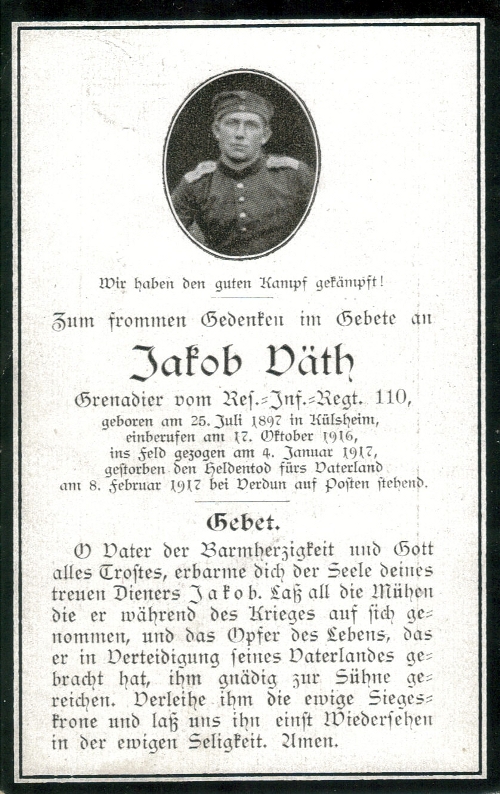 Wir haben den guten Kampf gekämpft!
Zum frommen Gedenken im Gebete an
Jakob Väth
Grenadier vom Res.-Inf.-Regt. 110,
geboren am 25. Juli 1897 in Külsheim,
einberufen am 17. Oktober 1916,
ins Feld gezogen am 4. Januar 1917,
gestorben den Heldentod fürs Vaterland
am 8. Februar 1917 bei Verdun auf Posten stehend.
Gebet.
O Vater der Barmherzigkeit und Gott
alles Trostes, erbarme dich der Seele deines
treuen Dieners Jakob. Laß all die Mühen
die er während des Krieges auf sich ge-
nommen, und das Opfer des Lebens, das
er in Verteidigung seines Vaterlandes ge-
bracht hat, ihm gnädig zur Sühne ge-
reichen. Verleihe ihm die ewige Sieges-
krone und laß uns ihn einst Wiedersehen
in der ewigen Seligkeit. Amen.